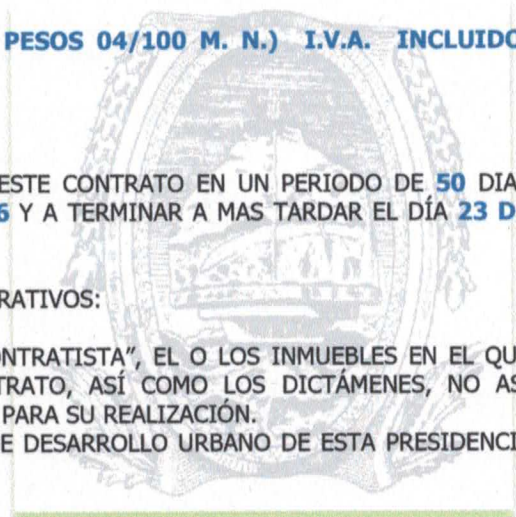 PESOS 04/100 M. N.) I.V.A. INCLUIDO
ESTE CONTRATO EN UN PERIODO DE 50 DIA
6 Y A TERMINAR A MAS TARDAR EL DÍA 23 D
RATIVOS:
ONTRATISTA", EL O LOS INMUEBLES EN EL QU
TRATO, ASÍ COMO LOS DICTÁMENES, NO AS
PARA SU REALIZACIÓN.
E DESARROLLO URBANO DE ESTA PRESIDENCI